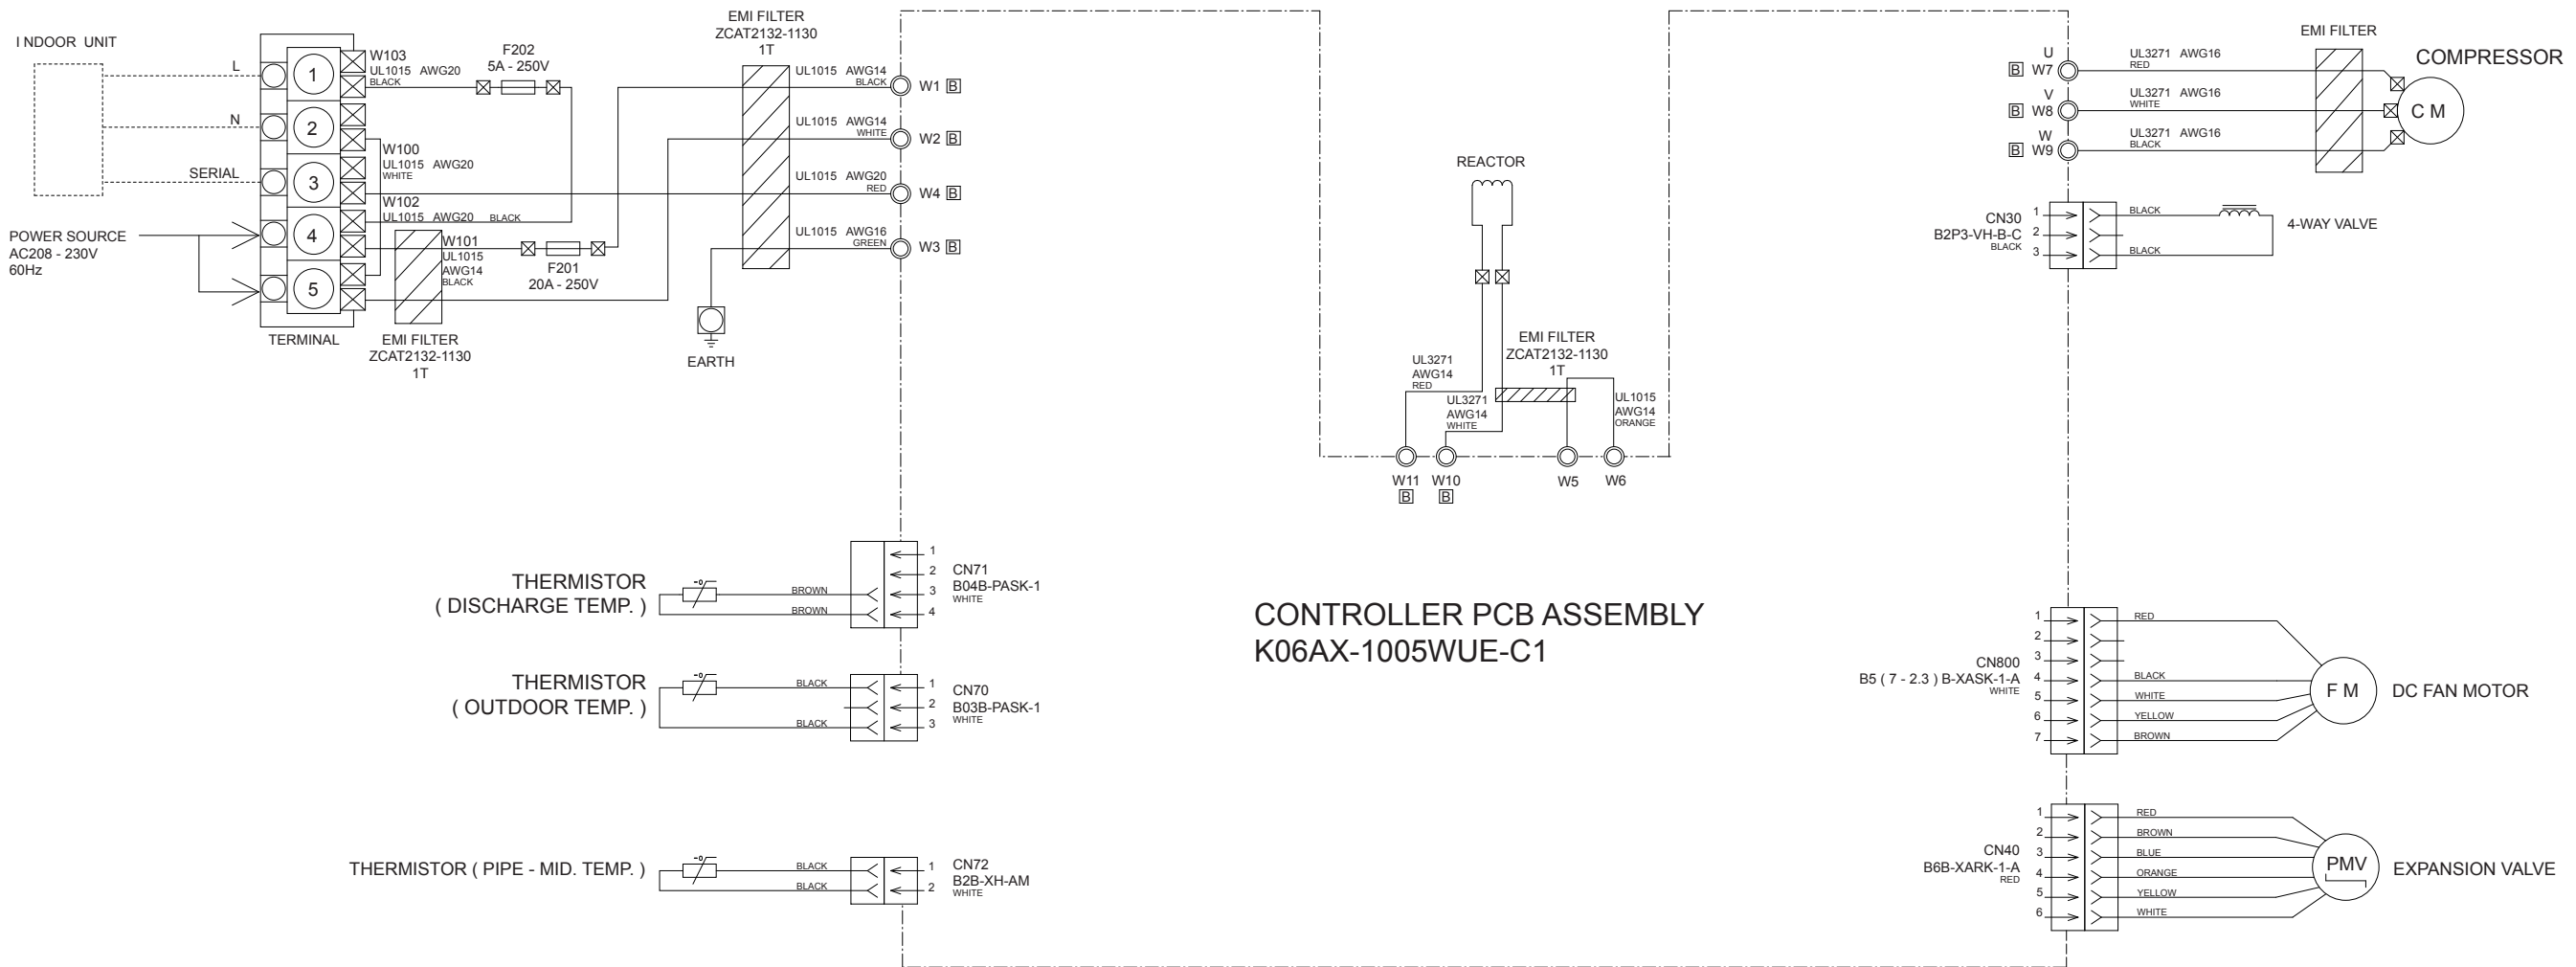 I NDOOR UNIT
L
N
SERIAL
POWER SOURCE
AC208 - 230V
60Hz
1
2
3
4
5
TERMINAL
W103
UL1015 AWG20
BLACK
F202
5A - 250V
W100
UL1015 AWG20
WHITE
W102
UL1015 AWG20 BLACK
W101
UL1015
AWG14
BLACK
F201
20A - 250V
EMI FILTER
ZCAT2132-1130
1T
EMI FILTER
ZCAT2132-1130
1T
UL1015 AWG14
BLACK
W1 B
UL1015 AWG14
WHITE
W2 B
UL1015 AWG20
RED
W4 B
UL1015 AWG16
GREEN
W3 B
EARTH
REACTOR
EMI FILTER
ZCAT2132-1130
1T
UL3271
AWG14
RED
UL3271
AWG14
WHITE
UL1015
AWG14
ORANGE
W11
B
W10
B
W5
W6
U
B W7
UL3271 AWG16
RED
V
B W8
UL3271 AWG16
WHITE
W
B W9
UL3271 AWG16
BLACK
EMI FILTER
COMPRESSOR
C M
CN30
B2P3-VH-B-C
BLACK
1
2
3
BLACK
BLACK
4-WAY VALVE
THERMISTOR
( DISCHARGE TEMP. )
-θ
BROWN
BROWN
1
2
3
4
CN71
B04B-PASK-1
WHITE
THERMISTOR
( OUTDOOR TEMP. )
-θ
BLACK
BLACK
1
2
3
CN70
B03B-PASK-1
WHITE
THERMISTOR ( PIPE - MID. TEMP. )
-θ
BLACK
BLACK
1
2
CN72
B2B-XH-AM
WHITE
CONTROLLER PCB ASSEMBLY
K06AX-1005WUE-C1
CN800
B5 ( 7 - 2.3 ) B-XASK-1-A
WHITE
1
2
3
4
5
6
7
RED
BLACK
WHITE
YELLOW
BROWN
F M
DC FAN MOTOR
CN40
B6B-XARK-1-A
RED
1
2
3
4
5
6
RED
BROWN
BLUE
ORANGE
YELLOW
WHITE
PMV
EXPANSION VALVE